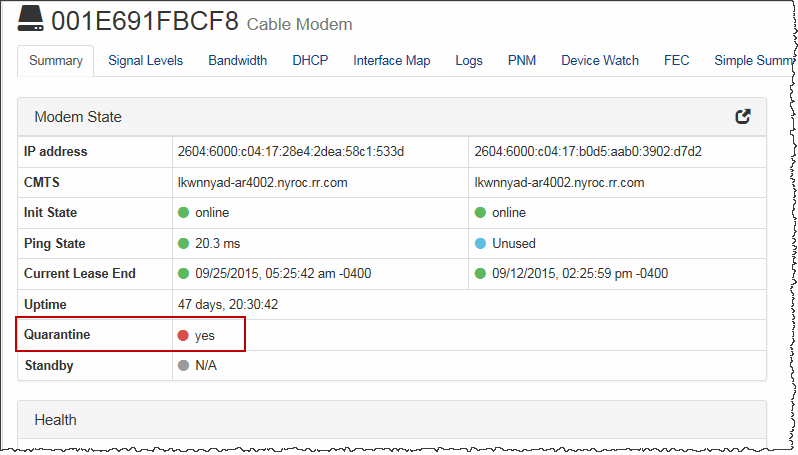 001E691FBCF8 Cable Modem
Summary Signal Levels Bandwidth DHCP Interface Map Logs PNM Device Watch FEC Simple Summ
Modem State
IP address 2604:6000:c04:17:28e4:2dea:58c1:533d 2604:6000:c04:17:b0d5:aab0:3902:d7d2
CMTS lkwnnyad-ar4002.nyroc.rr.com lkwnnyad-ar4002.nyroc.rr.com
Init State online online
Ping State 20.3 ms Unused
Current Lease End 09/25/2015, 05:25:42 am -0400 09/12/2015, 02:25:59 pm -0400
Uptime 47 days, 20:30:42
Quarantine yes
Standby N/A
Health